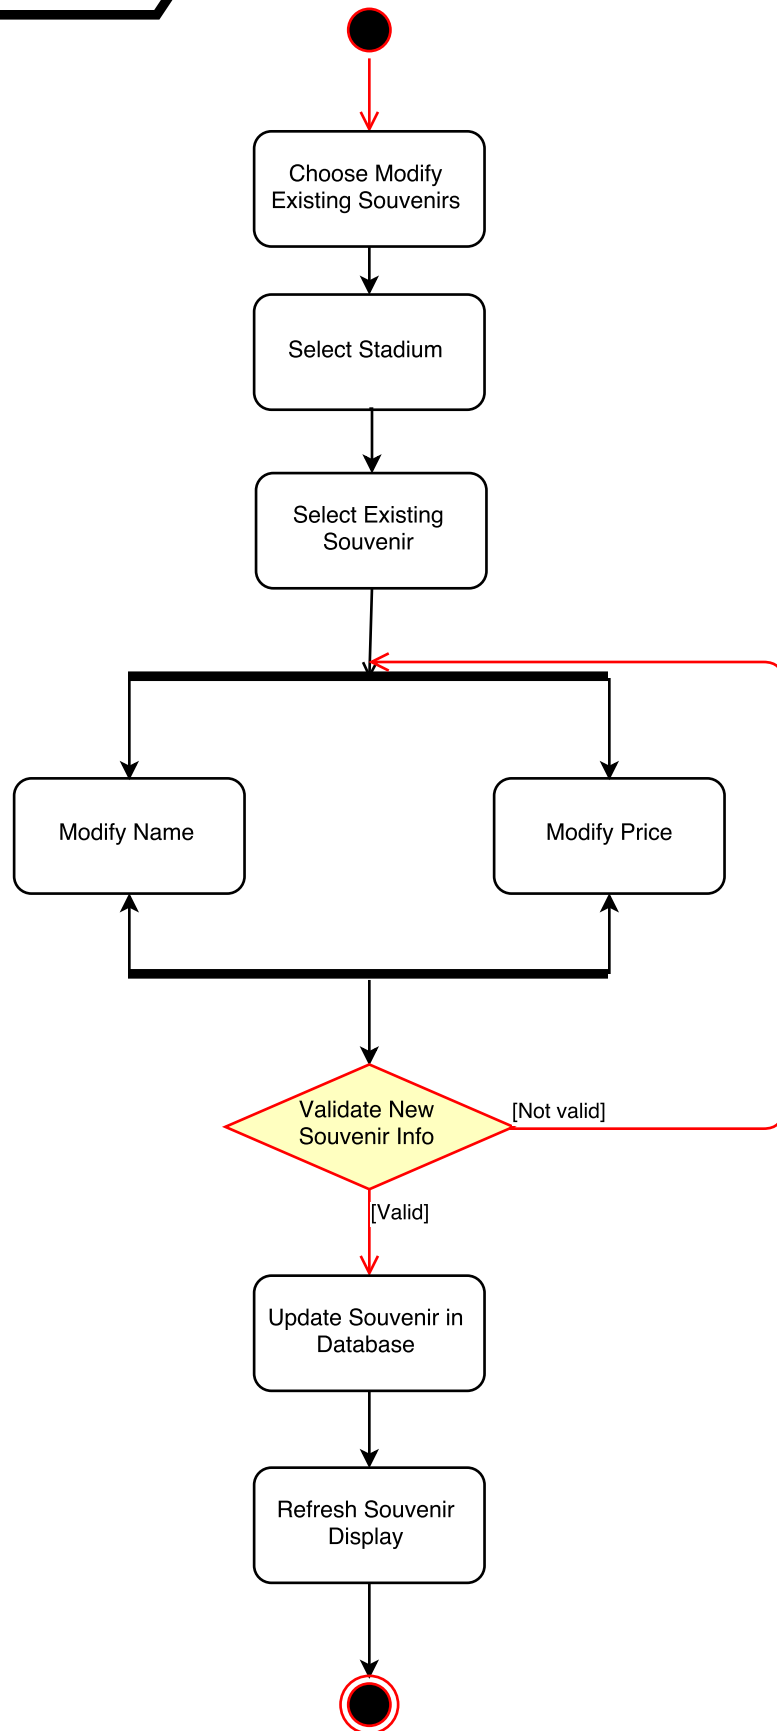 Choose Modify
Existing Souvenirs
Select Stadium
Select Existing
Souvenir
Modify Name
Modify Price
Validate New
Souvenir Info
[Not valid]
[Valid]
Update Souvenir in
Database
Refresh Souvenir
Display